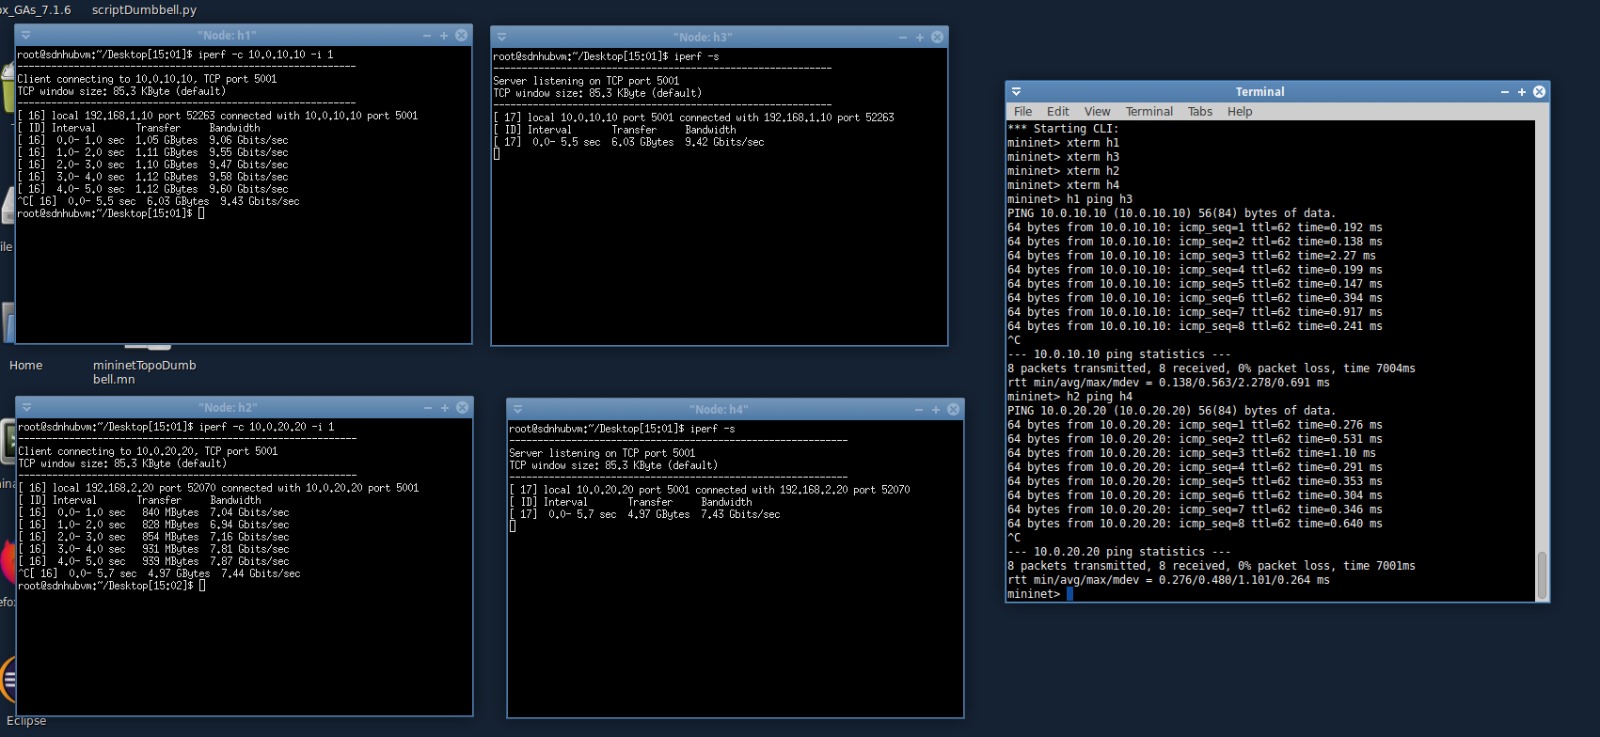 ox_GAs_7.1.6 scriptDumbbell.py
"Node: h1"
root@sdnhubvm:~/Desktop[15:01]$ iperf -c 10.0.10.10 -i 1
------------------------------------------------------------
Client connecting to 10.0.10.10, TCP port 5001
TCP window size: 85.3 KByte (default)
------------------------------------------------------------
[ 16] local 192.168.1.10 port 52263 connected with 10.0.10.10 port 5001
[ ID] Interval Transfer Bandwidth
[ 16] 0.0- 1.0 sec 1.05 GBytes 9.06 Gbits/sec
[ 16] 1.0- 2.0 sec 1.11 GBytes 9.55 Gbits/sec
[ 16] 2.0- 3.0 sec 1.10 GBytes 9.47 Gbits/sec
[ 16] 3.0- 4.0 sec 1.12 GBytes 9.58 Gbits/sec
[ 16] 4.0- 5.0 sec 1.12 GBytes 9.60 Gbits/sec
^C[ 16] 0.0- 5.5 sec 6.03 GBytes 9.43 Gbits/sec
root@sdnhubvm:~/Desktop[15:01]$
"Node: h3"
root@sdnhubvm:~/Desktop[15:01]$ iperf -s
------------------------------------------------------------
Server listening on TCP port 5001
TCP window size: 85.3 KByte (default)
------------------------------------------------------------
[ 17] local 10.0.10.10 port 5001 connected with 192.168.1.10 port 52263
[ ID] Interval Transfer Bandwidth
[ 17] 0.0- 5.5 sec 6.03 GBytes 9.42 Gbits/sec
ile
Home
mininetTopoDumb
bell.mn
"Node: h2"
root@sdnhubvm:~/Desktop[15:01]$ iperf -c 10.0.20.20 -i 1
------------------------------------------------------------
Client connecting to 10.0.20.20, TCP port 5001
TCP window size: 85.3 KByte (default)
------------------------------------------------------------
[ 16] local 192.168.2.20 port 52070 connected with 10.0.20.20 port 5001
[ ID] Interval Transfer Bandwidth
[ 16] 0.0- 1.0 sec 840 MBytes 7.04 Gbits/sec
[ 16] 1.0- 2.0 sec 828 MBytes 6.94 Gbits/sec
[ 16] 2.0- 3.0 sec 854 MBytes 7.16 Gbits/sec
[ 16] 3.0- 4.0 sec 931 MBytes 7.81 Gbits/sec
[ 16] 4.0- 5.0 sec 939 MBytes 7.87 Gbits/sec
^C[ 16] 0.0- 5.7 sec 4.97 GBytes 7.44 Gbits/sec
root@sdnhubvm:~/Desktop[15:02]$
"Node: h4"
root@sdnhubvm:~/Desktop[15:01]$ iperf -s
------------------------------------------------------------
Server listening on TCP port 5001
TCP window size: 85.3 KByte (default)
------------------------------------------------------------
[ 17] local 10.0.20.20 port 5001 connected with 192.168.2.20 port 52070
[ ID] Interval Transfer Bandwidth
[ 17] 0.0- 5.7 sec 4.97 GBytes 7.43 Gbits/sec
ina
efo
Eclipse
Terminal
File Edit View Terminal Tabs Help
*** Starting CLI:
mininet> xterm h1
mininet> xterm h3
mininet> xterm h2
mininet> xterm h4
mininet> h1 ping h3
PING 10.0.10.10 (10.0.10.10) 56(84) bytes of data.
64 bytes from 10.0.10.10: icmp_seq=1 ttl=62 time=0.192 ms
64 bytes from 10.0.10.10: icmp_seq=2 ttl=62 time=0.138 ms
64 bytes from 10.0.10.10: icmp_seq=3 ttl=62 time=2.27 ms
64 bytes from 10.0.10.10: icmp_seq=4 ttl=62 time=0.199 ms
64 bytes from 10.0.10.10: icmp_seq=5 ttl=62 time=0.147 ms
64 bytes from 10.0.10.10: icmp_seq=6 ttl=62 time=0.394 ms
64 bytes from 10.0.10.10: icmp_seq=7 ttl=62 time=0.917 ms
64 bytes from 10.0.10.10: icmp_seq=8 ttl=62 time=0.241 ms
^C
--- 10.0.10.10 ping statistics ---
8 packets transmitted, 8 received, 0% packet loss, time 7004ms
rtt min/avg/max/mdev = 0.138/0.563/2.278/0.691 ms
mininet> h2 ping h4
PING 10.0.20.20 (10.0.20.20) 56(84) bytes of data.
64 bytes from 10.0.20.20: icmp_seq=1 ttl=62 time=0.276 ms
64 bytes from 10.0.20.20: icmp_seq=2 ttl=62 time=0.531 ms
64 bytes from 10.0.20.20: icmp_seq=3 ttl=62 time=1.10 ms
64 bytes from 10.0.20.20: icmp_seq=4 ttl=62 time=0.291 ms
64 bytes from 10.0.20.20: icmp_seq=5 ttl=62 time=0.353 ms
64 bytes from 10.0.20.20: icmp_seq=6 ttl=62 time=0.304 ms
64 bytes from 10.0.20.20: icmp_seq=7 ttl=62 time=0.346 ms
64 bytes from 10.0.20.20: icmp_seq=8 ttl=62 time=0.640 ms
^C
--- 10.0.20.20 ping statistics ---
8 packets transmitted, 8 received, 0% packet loss, time 7001ms
rtt min/avg/max/mdev = 0.276/0.480/1.101/0.264 ms
mininet>